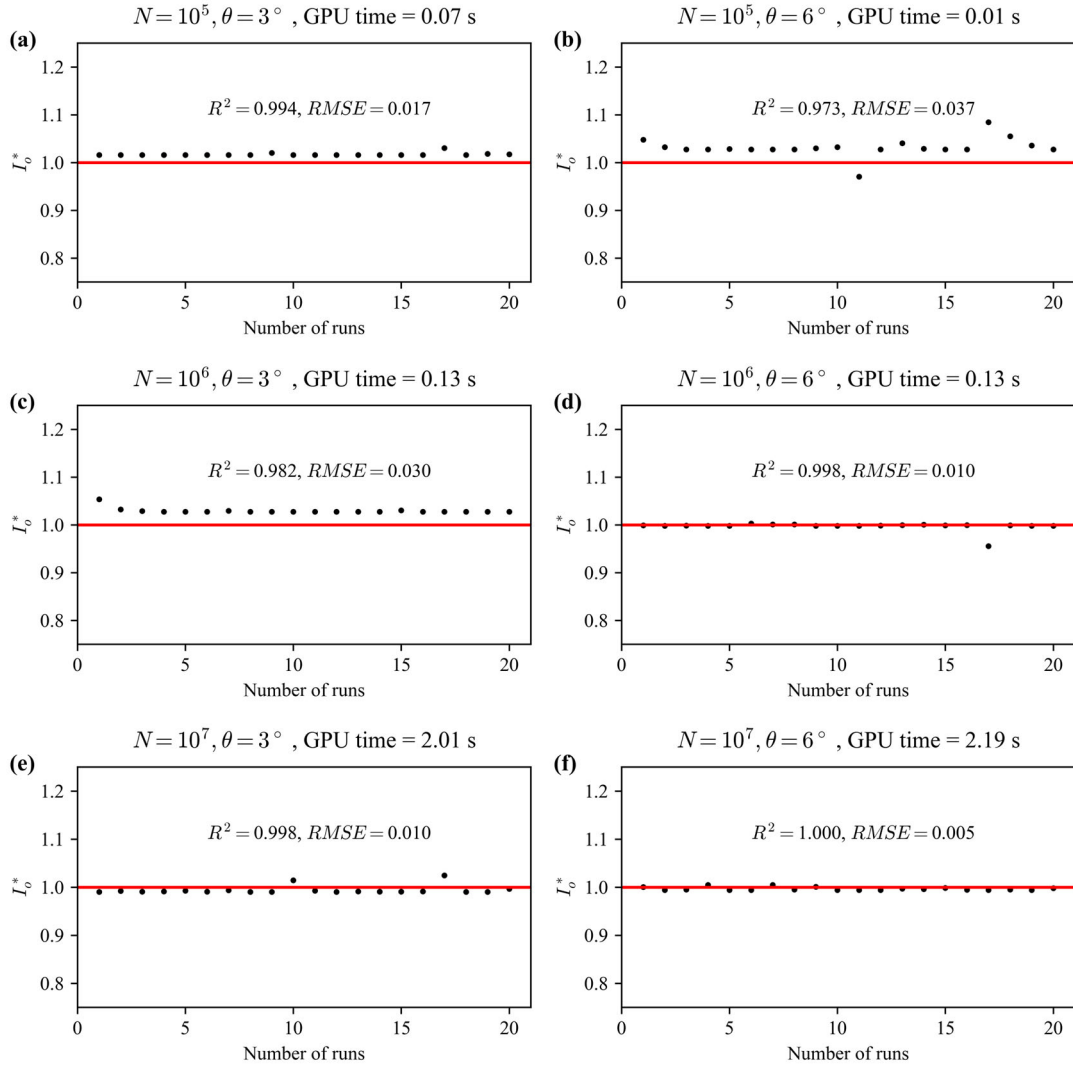 N = 10^5, θ = 3° , GPU time = 0.07 s
(a)
1.2
1.1
1.0
0.9
0.8
I_o^*
R^2 = 0.994, RMSE = 0.017
0 5 10 15 20
Number of runs
N = 10^5, θ = 6° , GPU time = 0.01 s
(b)
1.2
1.1
1.0
0.9
0.8
I_o^*
R^2 = 0.973, RMSE = 0.037
0 5 10 15 20
Number of runs
N = 10^6, θ = 3° , GPU time = 0.13 s
(c)
1.2
1.1
1.0
0.9
0.8
I_o^*
R^2 = 0.982, RMSE = 0.030
0 5 10 15 20
Number of runs
N = 10^6, θ = 6° , GPU time = 0.13 s
(d)
1.2
1.1
1.0
0.9
0.8
I_o^*
R^2 = 0.998, RMSE = 0.010
0 5 10 15 20
Number of runs
N = 10^7, θ = 3° , GPU time = 2.01 s
(e)
1.2
1.1
1.0
0.9
0.8
I_o^*
R^2 = 0.998, RMSE = 0.010
0 5 10 15 20
Number of runs
N = 10^7, θ = 6° , GPU time = 2.19 s
(f)
1.2
1.1
1.0
0.9
0.8
I_o^*
R^2 = 1.000, RMSE = 0.005
0 5 10 15 20
Number of runs